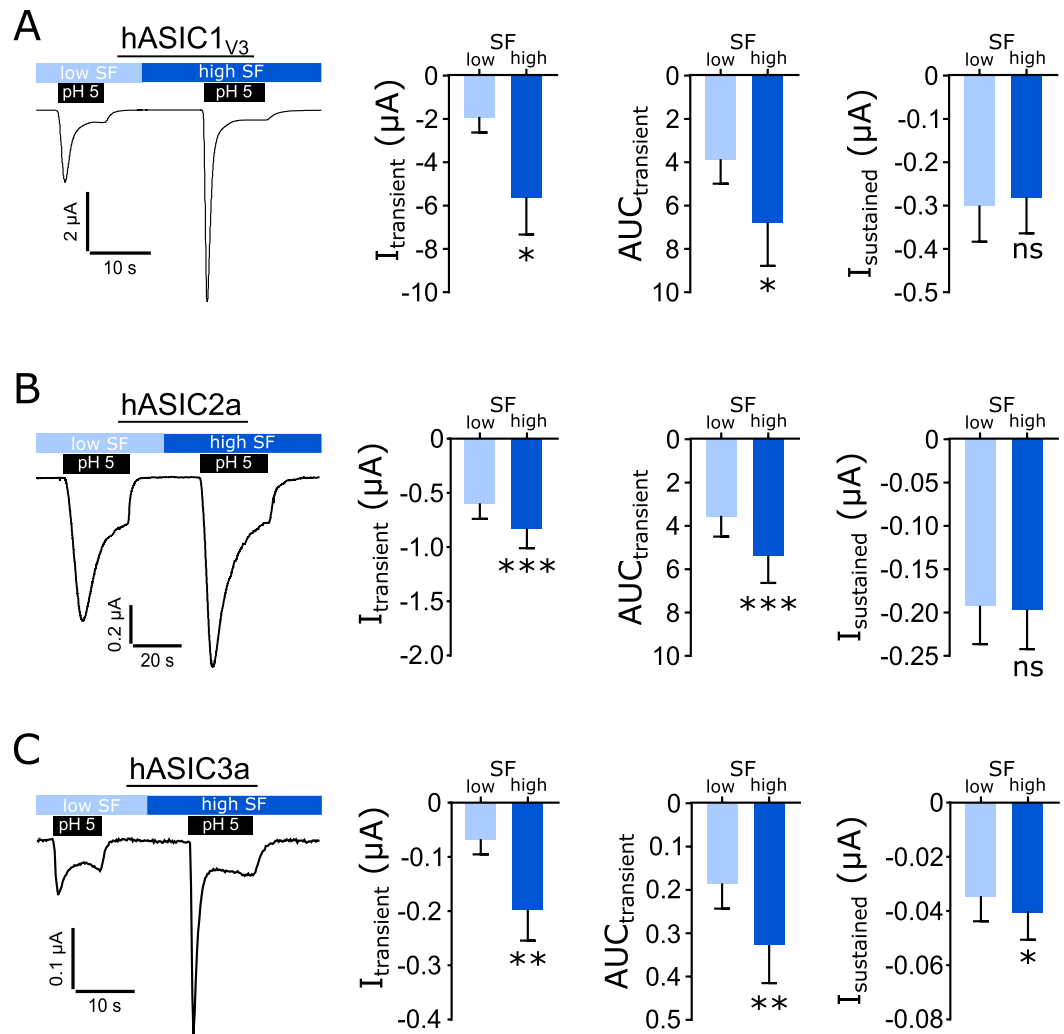 A
hASIC1V3
low SF high SF
pH 5 pH 5
2 µA
10 s
SF
low high
Itransient (µA)
0
-2
-4
-6
-8
-10
*
SF
low high
AUCtransient
0
2
4
6
8
10
*
SF
low high
Isustained (µA)
0
-0.1
-0.2
-0.3
-0.4
-0.5
ns
B
hASIC2a
low SF high SF
pH 5 pH 5
0.2 µA
20 s
SF
low high
Itransient (µA)
0
-0.5
-1.0
-1.5
-2.0
***
SF
low high
AUCtransient
0
2
4
6
8
10
***
SF
low high
Isustained (µA)
0
-0.05
-0.10
-0.15
-0.20
-0.25
ns
C
hASIC3a
low SF high SF
pH 5 pH 5
0.1 µA
10 s
SF
low high
Itransient (µA)
0
-0.1
-0.2
-0.3
-0.4
**
SF
low high
AUCtransient
0
0.1
0.2
0.3
0.4
0.5
**
SF
low high
Isustained (µA)
0
-0.02
-0.04
-0.06
-0.08
*